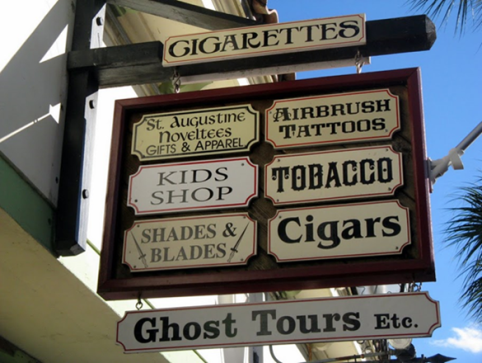 CIGARETTES
St. Augustine
Noveltees
GIFTS & APPAREL
AIRBRUSH
TATTOOS
KIDS
SHOP
TOBACCO
SHADES &
BLADES
Cigars
Ghost Tours Etc.